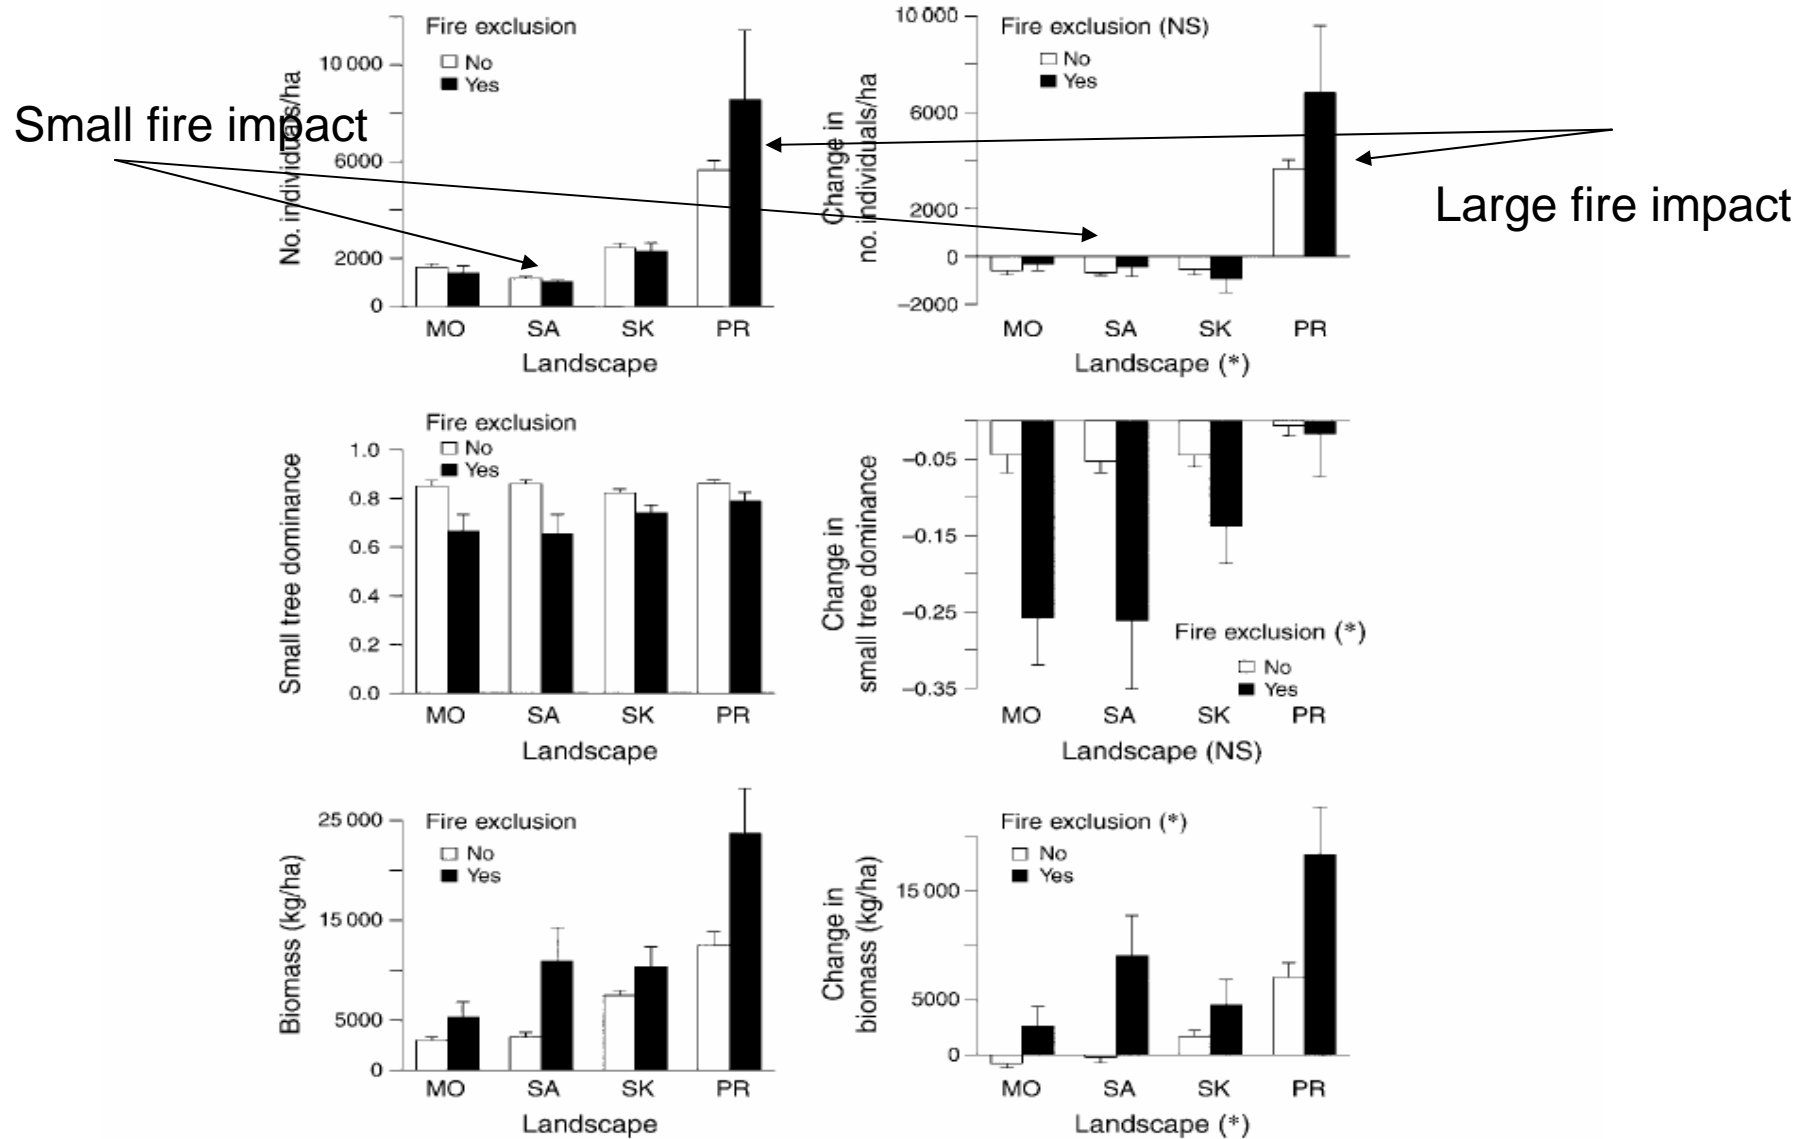 Small fire impact
Large fire impact
Fire exclusion
No
Yes
No. individuals/ha
10 000
6000
2000
0
MO SA SK PR
Landscape
Fire exclusion (NS)
No
Yes
Change in
no. individuals/ha
10 000
6000
2000
0
−2000
MO SA SK PR
Landscape (*)
Fire exclusion
No
Yes
Small tree dominance
1.0
0.8
0.6
0.4
0.2
0.0
MO SA SK PR
Landscape
Change in
small tree dominance
−0.05
−0.15
−0.25
−0.35
Fire exclusion (*)
No
Yes
MO SA SK PR
Landscape (NS)
Fire exclusion
No
Yes
Biomass (kg/ha)
25 000
15 000
5000
0
MO SA SK PR
Landscape
Fire exclusion (*)
No
Yes
Change in
biomass (kg/ha)
15 000
5000
0
MO SA SK PR
Landscape (*)